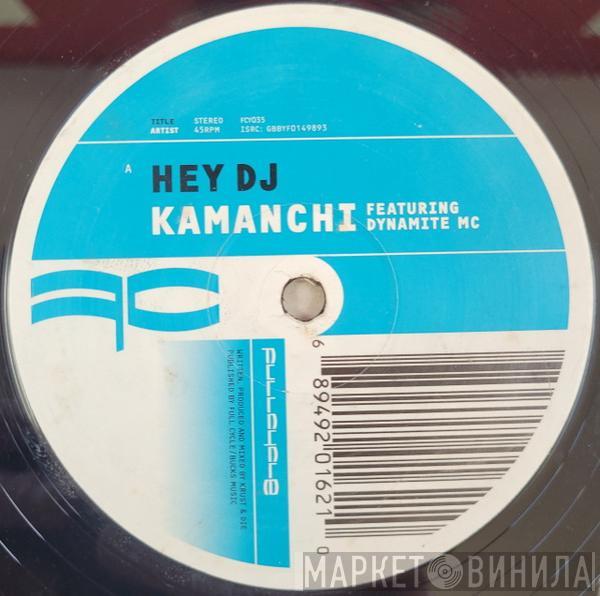 TITLE STEREO FCY035
ARTIST 45RPM ISRC: GBBYF0149893
A HEY DJ
KAMANCHI FEATURING
DYNAMITE MC
WRITTEN, PRODUCED AND MIXED BY KRUST & DIE
PUBLISHED BY FULL CYCLE/BUCKS MUSIC
6 89492 01621 0
МАРКЕТ ВИНИЛА